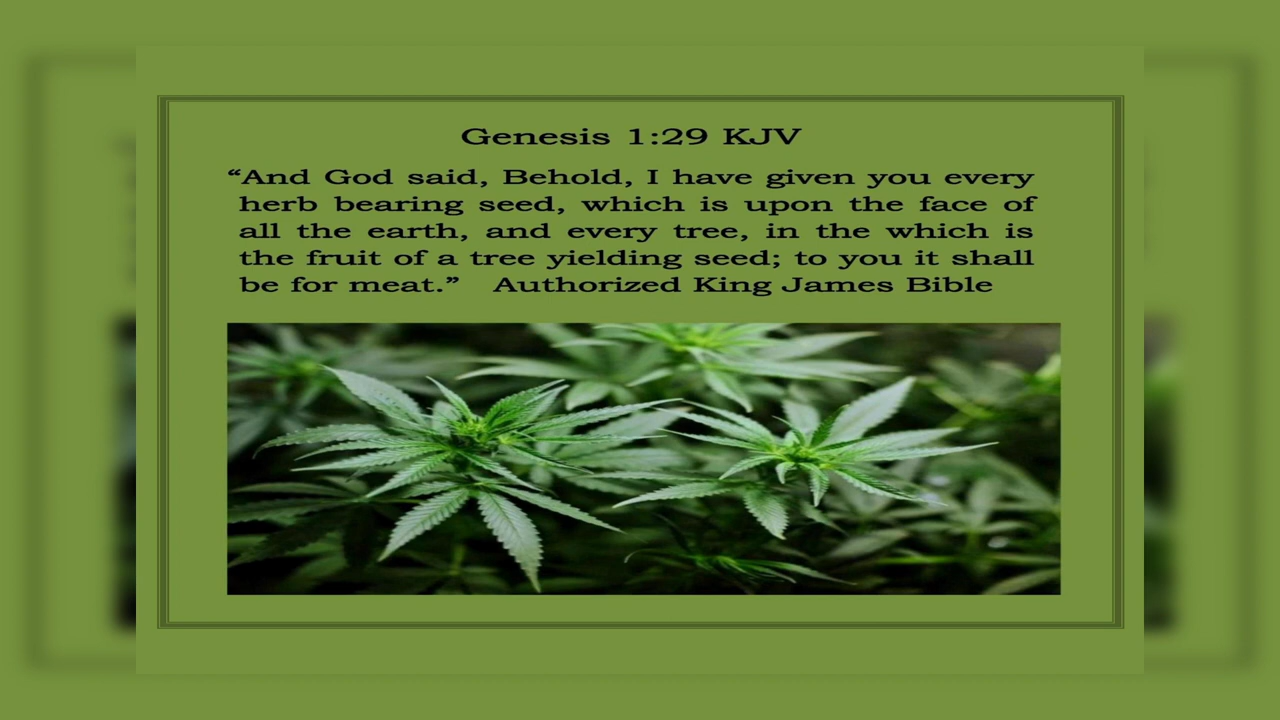 Genesis 1:29 KJV
“And God said, Behold, I have given you every
herb bearing seed, which is upon the face of
all the earth, and every tree, in the which is
the fruit of a tree yielding seed; to you it shall
be for meat.” Authorized King James Bible